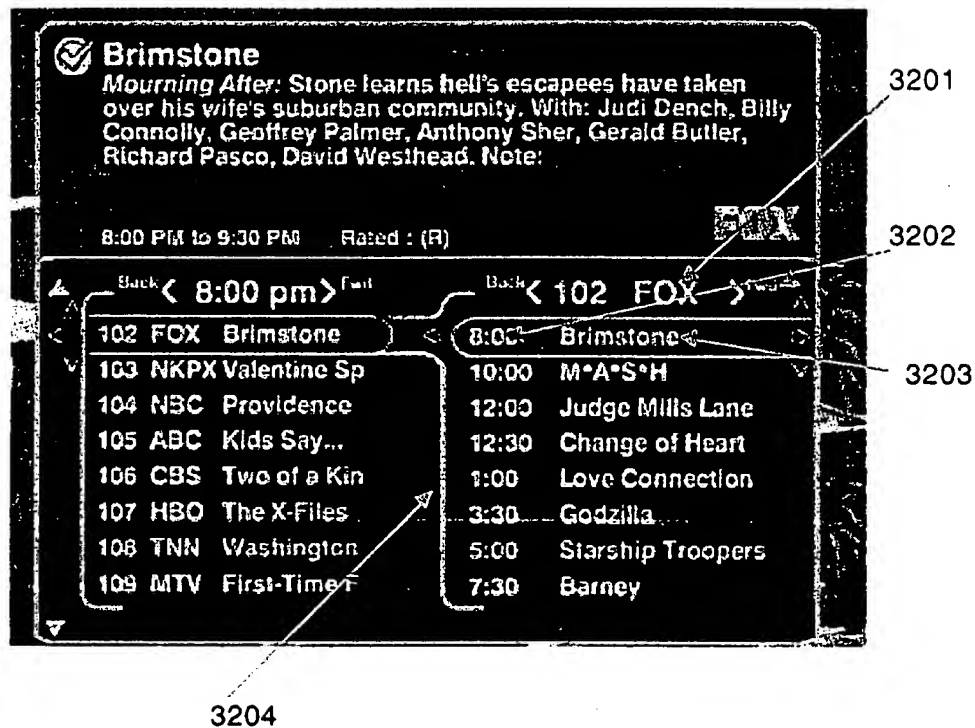 Brimstone
Mourning After: Stone learns hell's escapees have taken
over his wife's suburban community. With: Judi Dench, Billy
Connolly, Geoffrey Palmer, Anthony Sher, Gerald Butler,
Richard Pasco, David Westhead. Note:
8:00 PM to 9:30 PM Rated : (R)
FOX
3201
3202
3203
3204
Back < 8:00 pm > Fwd
102 FOX Brimstone
103 NKPX Valentine Sp
104 NBC Providence
105 ABC Kids Say...
106 CBS Two of a Kin
107 HBO The X-Files
108 TNN Washington
109 MTV First-Time F
Back < 102 FOX > Fwd
8:00 Brimstone
10:00 M*A*S*H
12:00 Judge Mills Lane
12:30 Change of Heart
1:00 Love Connection
3:30 Godzilla
5:00 Starship Troopers
7:30 Barney